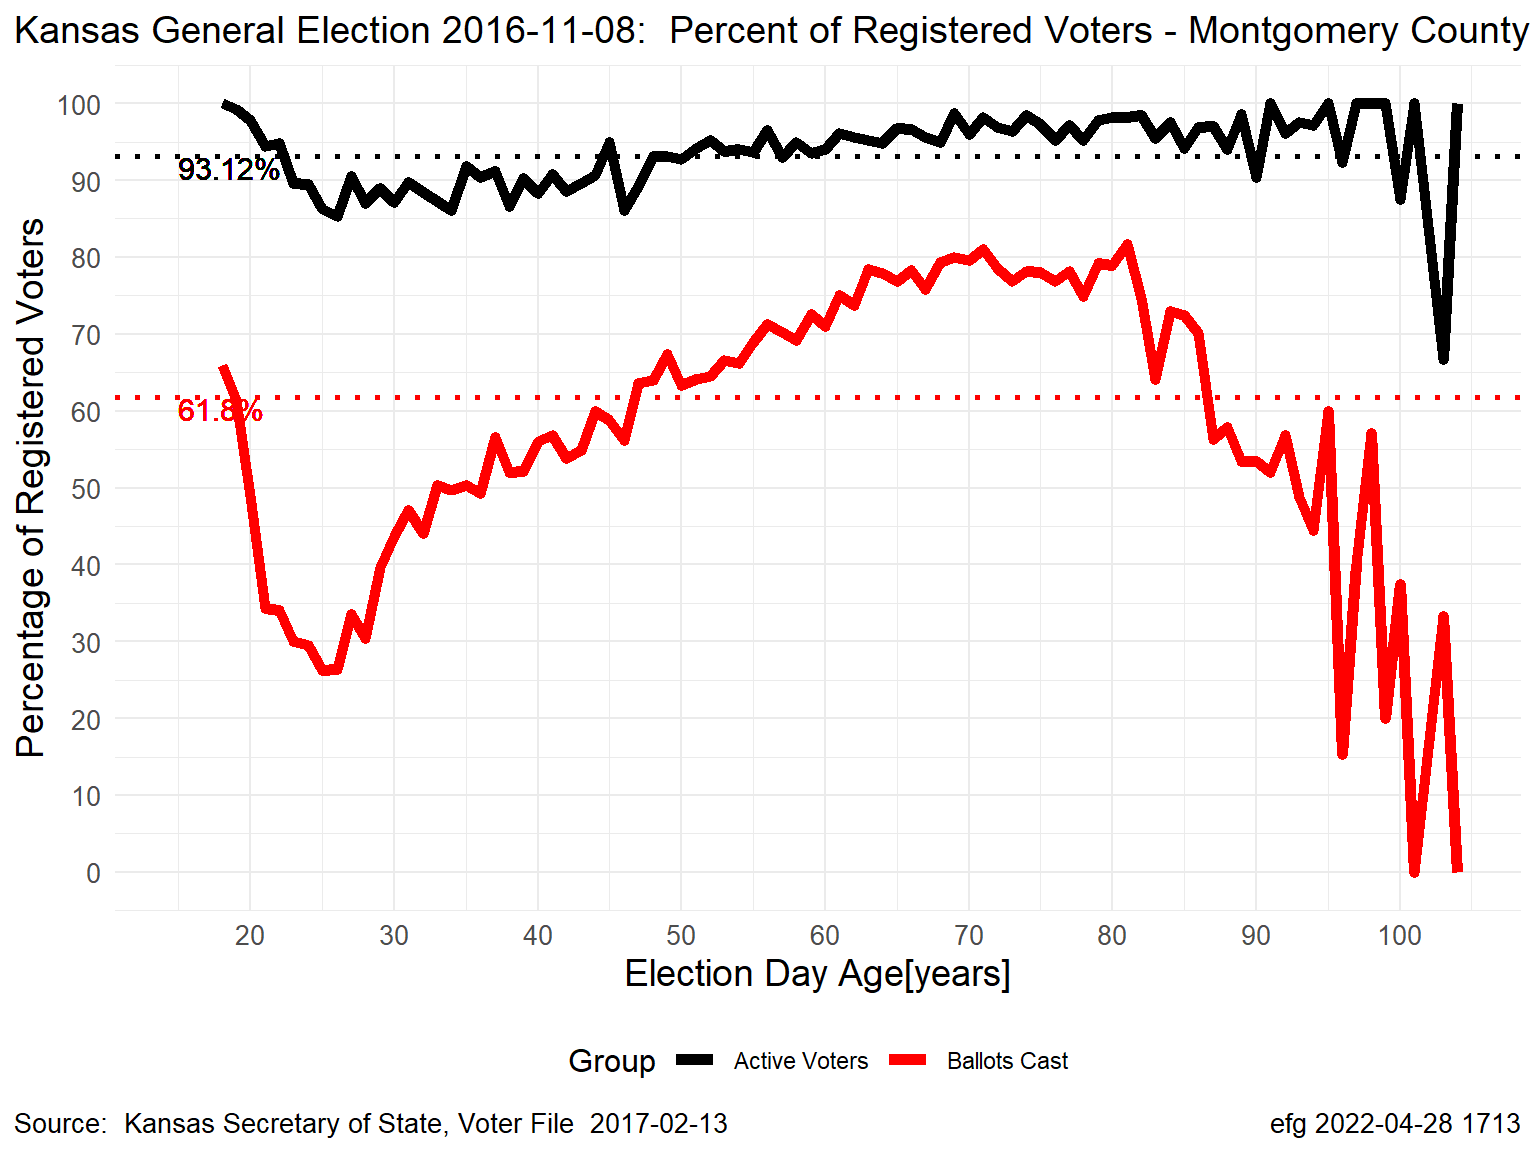 Kansas General Election 2016-11-08:  Percent of Registered Voters - Montgomery County
Percentage of Registered Voters
100
90
80
70
60
50
40
30
20
10
0
93.12%
61.8%
20 30 40 50 60 70 80 90 100
Election Day Age[years]
Group Active Voters Ballots Cast
Source:  Kansas Secretary of State, Voter File  2017-02-13
efg 2022-04-28 1713